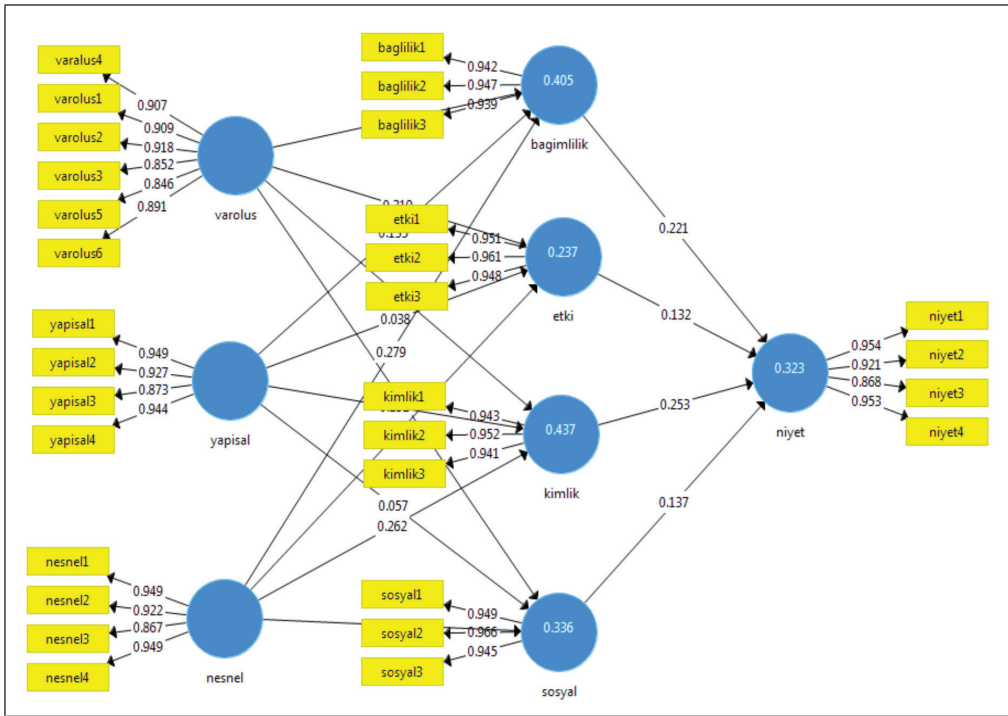 varalus4
varolus1
varolus2
varolus3
varolus5
varolus6
0.907
0.909
0.918
0.852
0.846
0.891
varolus
yapisal1
yapisal2
yapisal3
yapisal4
0.949
0.927
0.873
0.944
yapisal
nesnel1
nesnel2
nesnel3
nesnel4
0.949
0.922
0.867
0.949
nesnel
baglilik1
baglilik2
baglilik3
0.942
0.947
0.939
0.405
bagimlilik
etki1
etki2
etki3
0.951
0.961
0.948
0.237
etki
0.038
0.279
kimlik1
kimlik2
kimlik3
0.943
0.952
0.941
0.437
kimlik
0.057
0.262
sosyal1
sosyal2
sosyal3
0.949
0.966
0.945
0.336
sosyal
0.221
0.132
0.253
0.137
0.323
niyet
0.954
0.921
0.868
0.953
niyet1
niyet2
niyet3
niyet4